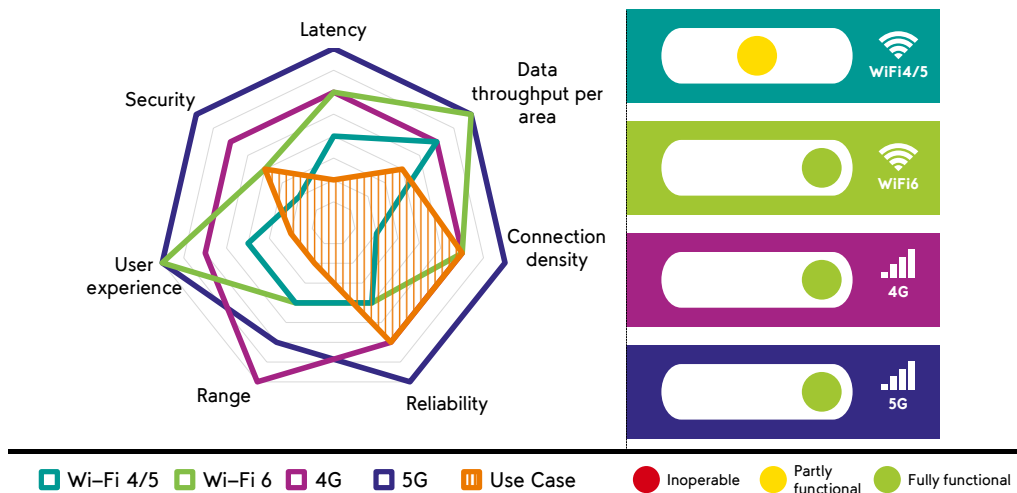 Latency
Data
throughput per
area
Security
Connection
density
User
experience
Range
Reliability
WiFi4/5
WiFi6
4G
5G
Wi–Fi 4/5
Wi–Fi 6
4G
5G
Use Case
Inoperable
Partly
functional
Fully functional